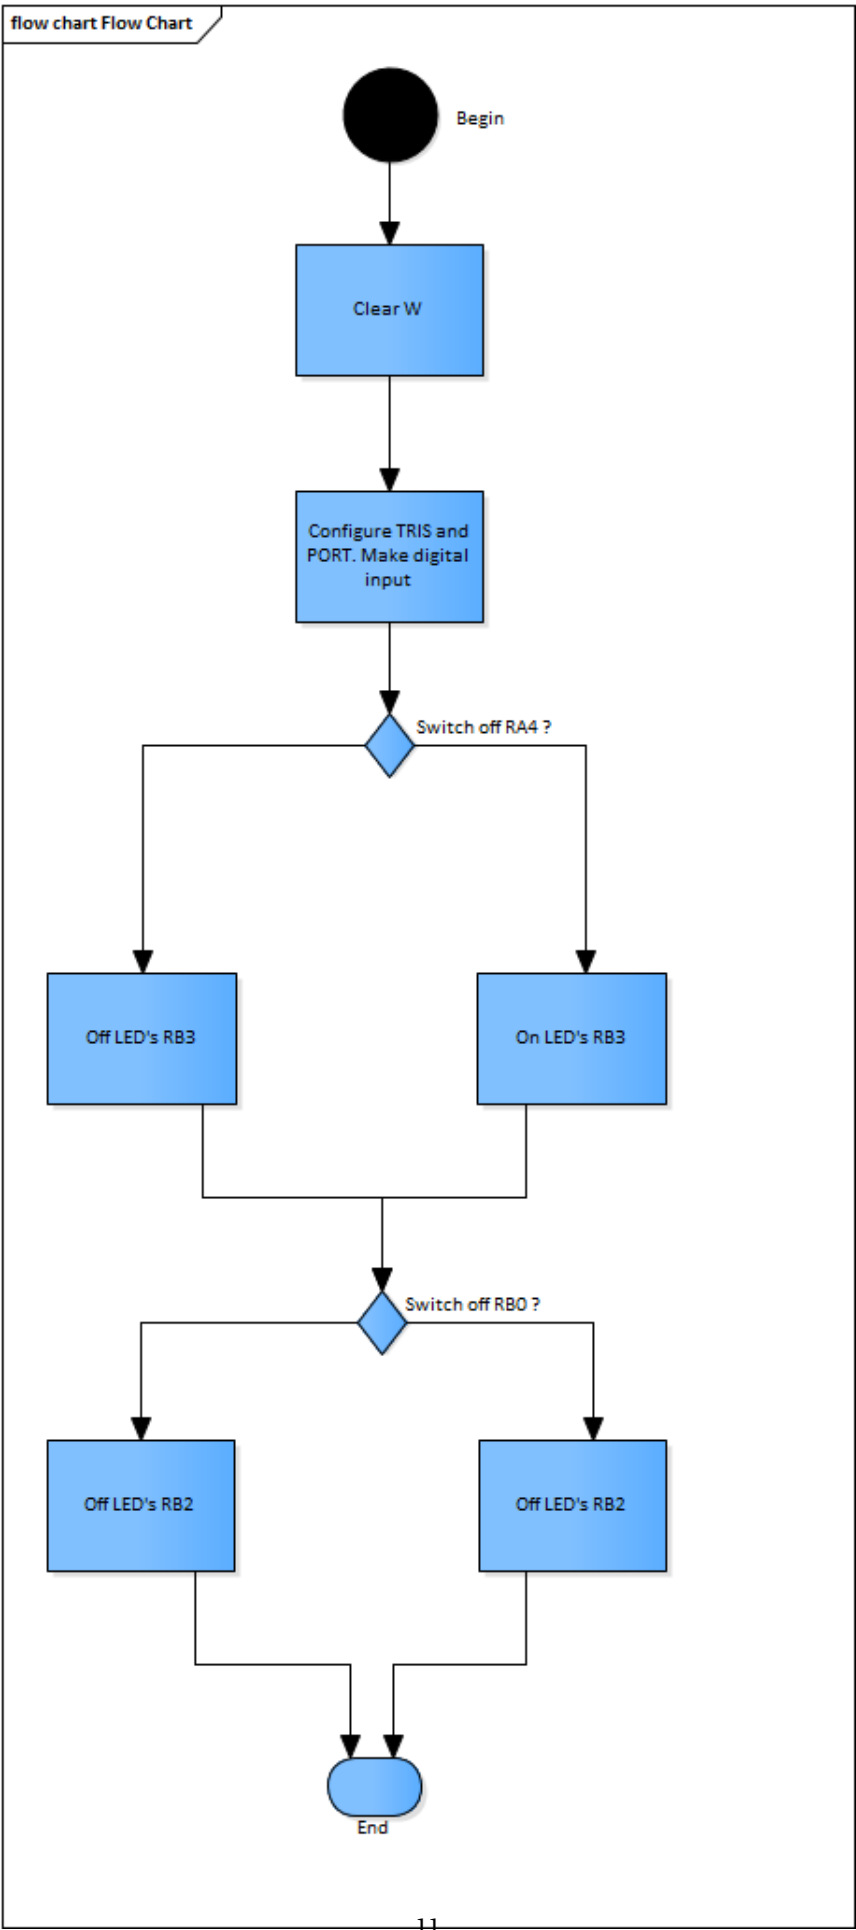 flow chart Flow Chart
Begin
Clear W
Configure TRIS and
PORT. Make digital
input
Switch off RA4 ?
Off LED's RB3
On LED's RB3
Switch off RB0 ?
Off LED's RB2
Off LED's RB2
End
11